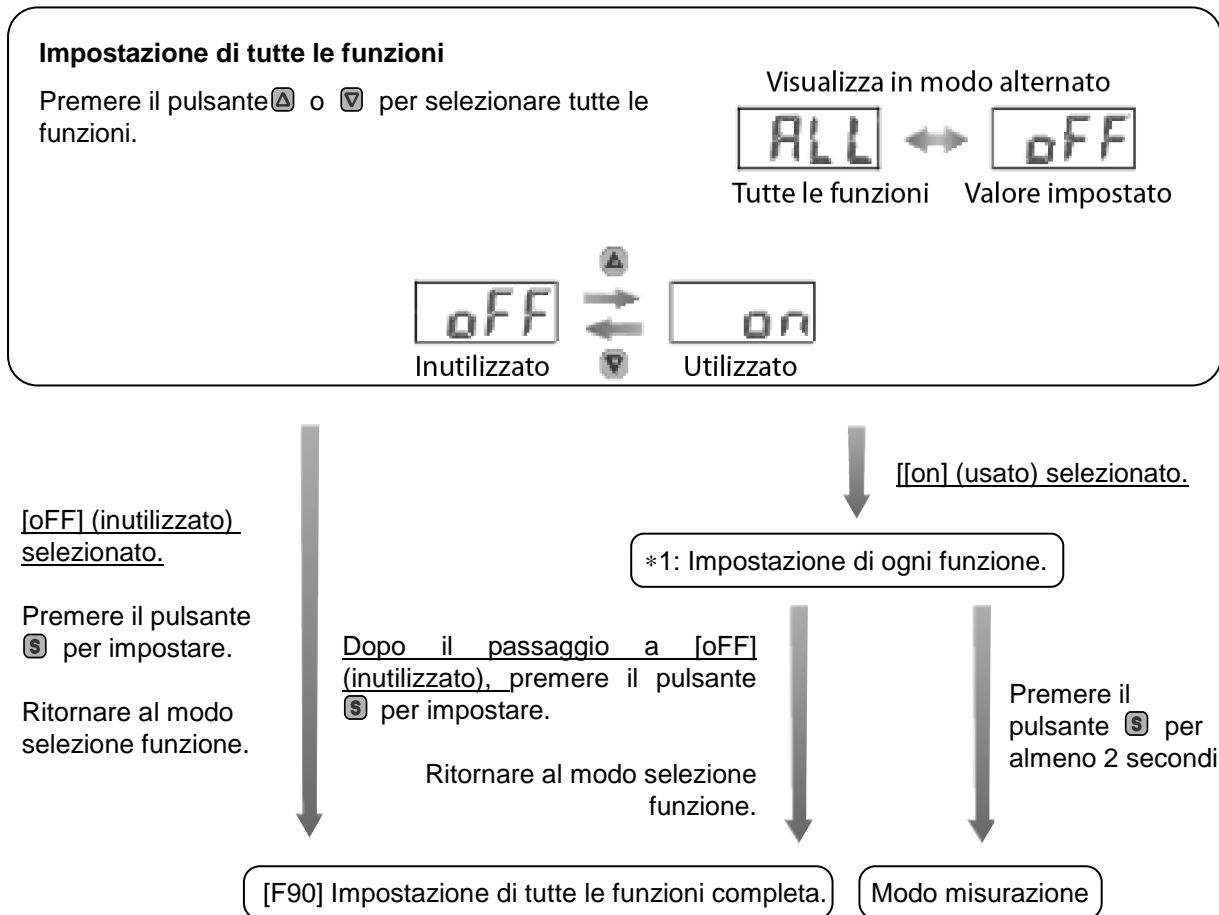 Impostazione di tutte le funzioni
Premere il pulsante o per selezionare tutte le
funzioni.
Visualizza in modo alternato
ALL oFF
Tutte le funzioni Valore impostato
oFF on
Inutilizzato Utilizzato
[oFF] (inutilizzato)
selezionato.
Premere il pulsante
S per impostare.
Ritornare al modo
selezione funzione.
[[on] (usato) selezionato.
*1: Impostazione di ogni funzione.
Dopo il passaggio a [oFF]
(inutilizzato), premere il pulsante
S per impostare.
Ritornare al modo selezione
funzione.
Premere il
pulsante S per
almeno 2 secondi
[F90] Impostazione di tutte le funzioni completa.
Modo misurazione